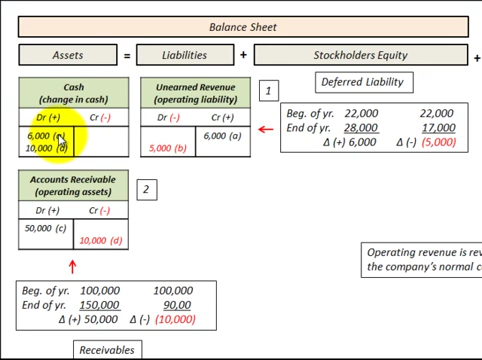 Balance Sheet
Assets = Liabilities + Stockholders Equity +
Cash
(change in cash)
Dr (+) Cr (-)
6,000 (a)
10,000 (d)
Unearned Revenue
(operating liability)
Dr (-) Cr (+)
6,000 (a)
5,000 (b)
1
Deferred Liability
Beg. of yr. 22,000 22,000
End of yr. 28,000 17,000
Δ (+) 6,000 Δ (-) (5,000)
Accounts Receivable
(operating assets)
Dr (+) Cr (-)
50,000 (c)
10,000 (d)
2
Operating revenue is rev
the company's normal c
Beg. of yr. 100,000 100,000
End of yr. 150,000 90,00
Δ (+) 50,000 Δ (-) (10,000)
Receivables